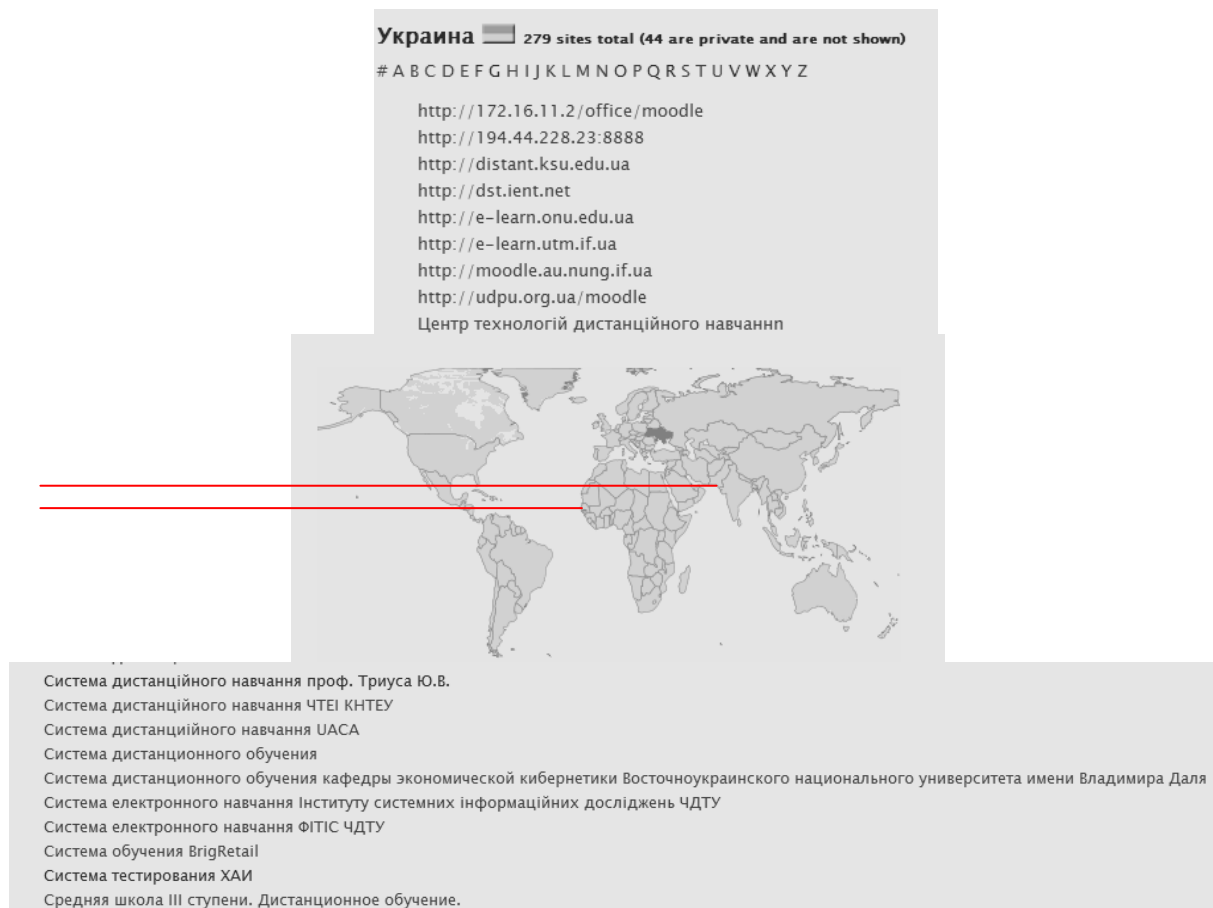 Украина 279 sites total (44 are private and are not shown)
# A B C D E F G H I J K L M N O P Q R S T U V W X Y Z
http://172.16.11.2/office/moodle
http://194.44.228.23:8888
http://distant.ksu.edu.ua
http://dst.ient.net
http://e-learn.onu.edu.ua
http://e-learn.utm.if.ua
http://moodle.au.nung.if.ua
http://udpu.org.ua/moodle
Центр технологій дистанційного навчаннп
Система дистанційного навчання проф. Триуса Ю.В.
Система дистанційного навчання ЧТЕІ КНТЕУ
Система дистанциійного навчання UACA
Система дистанционного обучения
Система дистанционного обучения кафедры экономической кибернетики Восточноукраинского национального университета имени Владимира Даля
Система електронного навчання Інституту системних інформаційних досліджень ЧДТУ
Система електронного навчання ФІТІС ЧДТУ
Система обучения BrigRetail
Система тестирования ХАИ
Средняя школа III ступени. Дистанционное обучение.